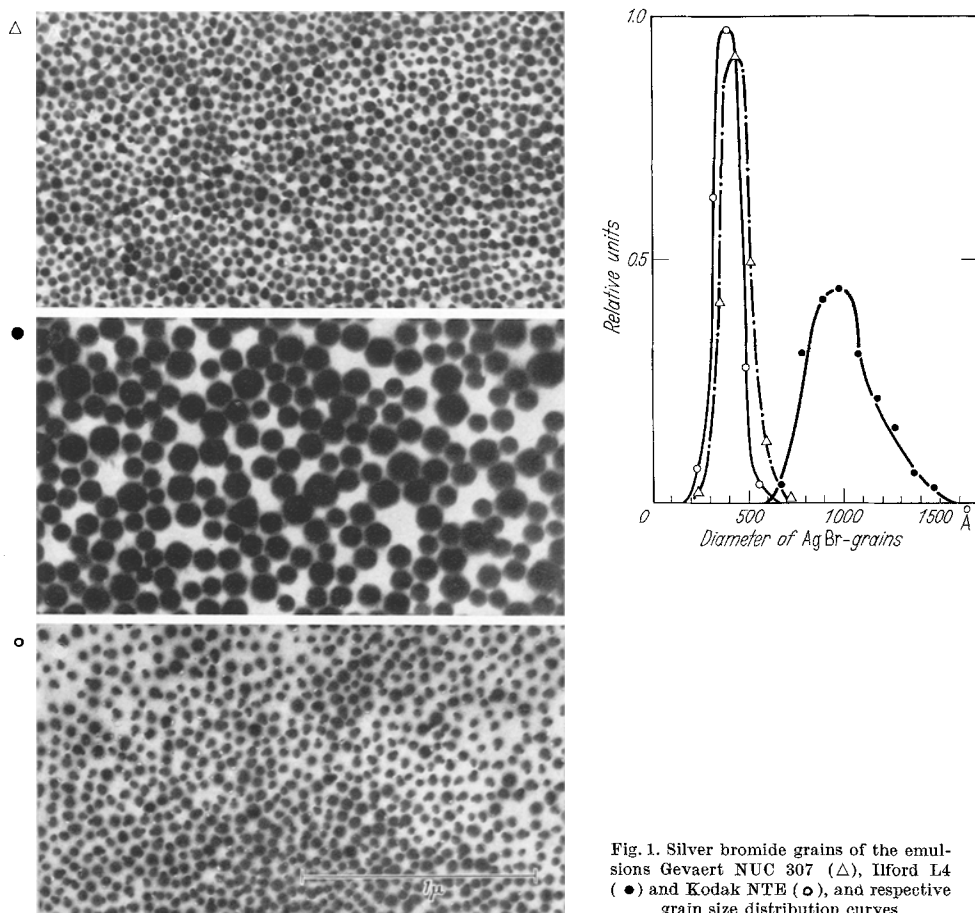 △
●
○
1μ
1.0
0.5
0
500
1000
1500
Å
Relative units
Diameter of AgBr-grains
Fig. 1. Silver bromide grains of the emul-
sions Gevaert NUC 307 (△), Ilford L4
(●) and Kodak NTE (○), and respective
grain size distribution curves